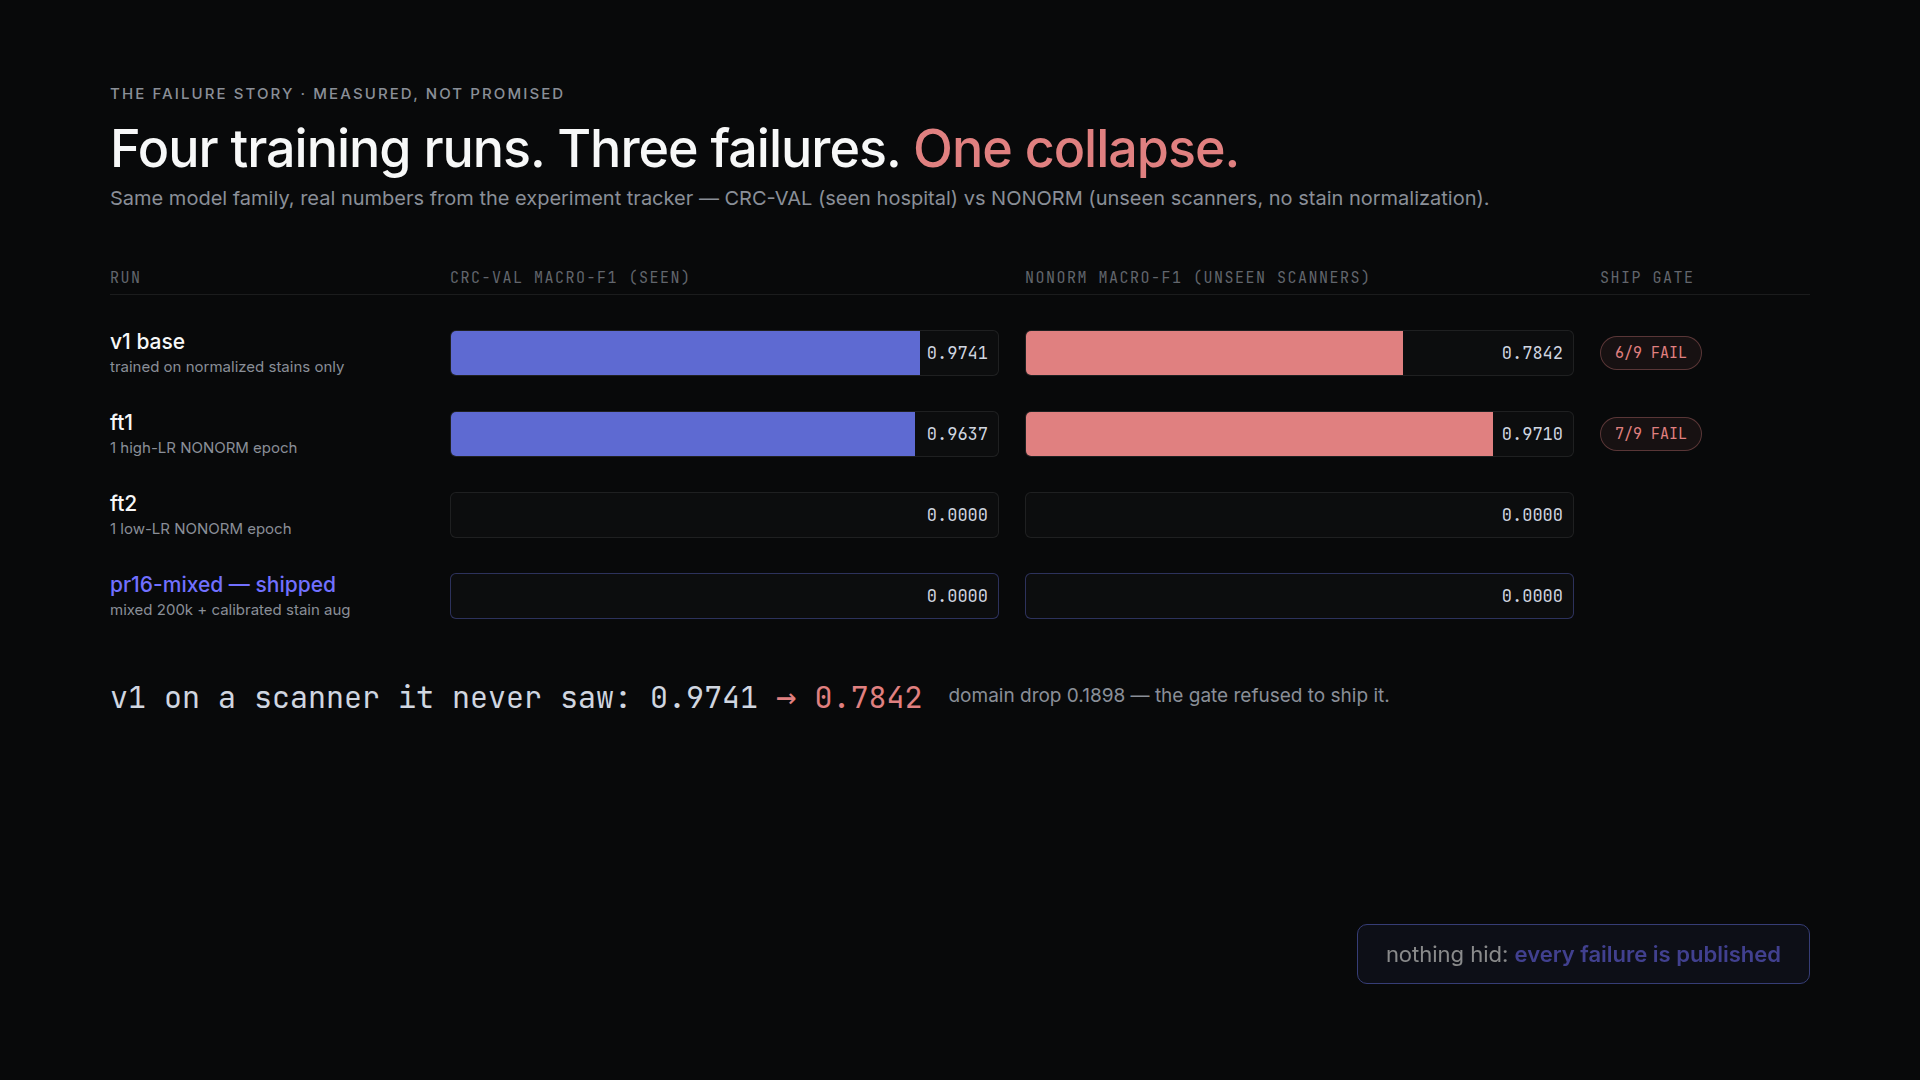 THE FAILURE STORY · MEASURED, NOT PROMISED
Four training runs. Three failures. One collapse.
Same model family, real numbers from the experiment tracker — CRC-VAL (seen hospital) vs NONORM (unseen scanners, no stain normalization).
RUN CRC-VAL MACRO-F1 (SEEN) NONORM MACRO-F1 (UNSEEN SCANNERS) SHIP GATE
v1 base
trained on normalized stains only
0.9741 0.7842 6/9 FAIL
ft1
1 high-LR NONORM epoch
0.9637 0.9710 7/9 FAIL
ft2
1 low-LR NONORM epoch
0.0000 0.0000
pr16-mixed — shipped
mixed 200k + calibrated stain aug
0.0000 0.0000
v1 on a scanner it never saw: 0.9741 → 0.7842 domain drop 0.1898 — the gate refused to ship it.
nothing hid: every failure is published